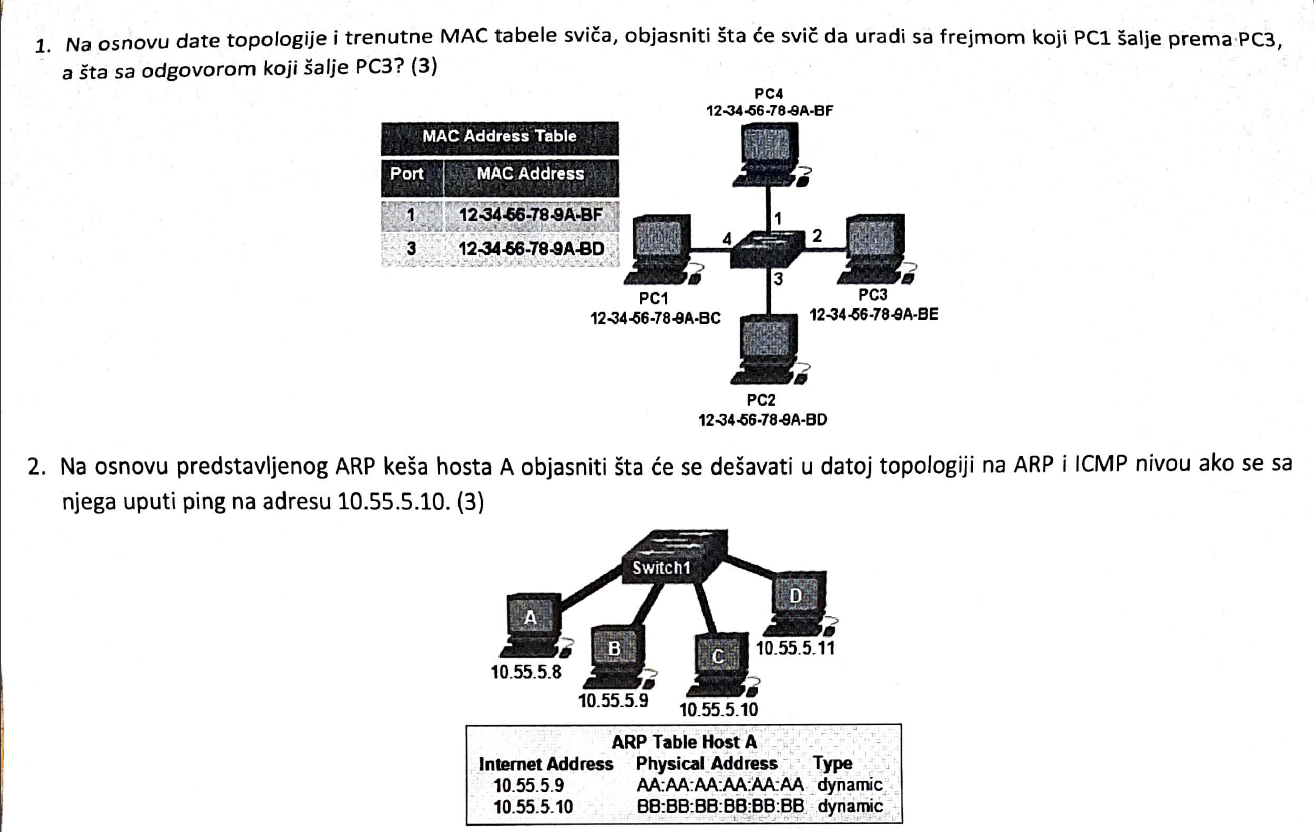 1. Na osnovu date topologije i trenutne MAC tabele sviča, objasniti šta će svič da uradi sa frejmom koji PC1 šalje prema PC3,
a šta sa odgovorom koji šalje PC3? (3)
PC4
12-34-56-78-9A-BF
MAC Address Table
Port MAC Address
1 12-34-56-78-9A-BF
3 12-34-56-78-9A-BD
1
4
2
3
PC1
12-34-56-78-9A-BC
PC3
12-34-56-78-9A-BE
PC2
12-34-56-78-9A-BD
2. Na osnovu predstavljenog ARP keša hosta A objasniti šta će se dešavati u datoj topologiji na ARP i ICMP nivou ako se sa
njega uputi ping na adresu 10.55.5.10. (3)
Switch1
A
B
C
D
10.55.5.8
10.55.5.9
10.55.5.10
10.55.5.11
ARP Table Host A
Internet Address Physical Address Type
10.55.5.9 AA:AA:AA:AA:AA:AA dynamic
10.55.5.10 BB:BB:BB:BB:BB:BB dynamic